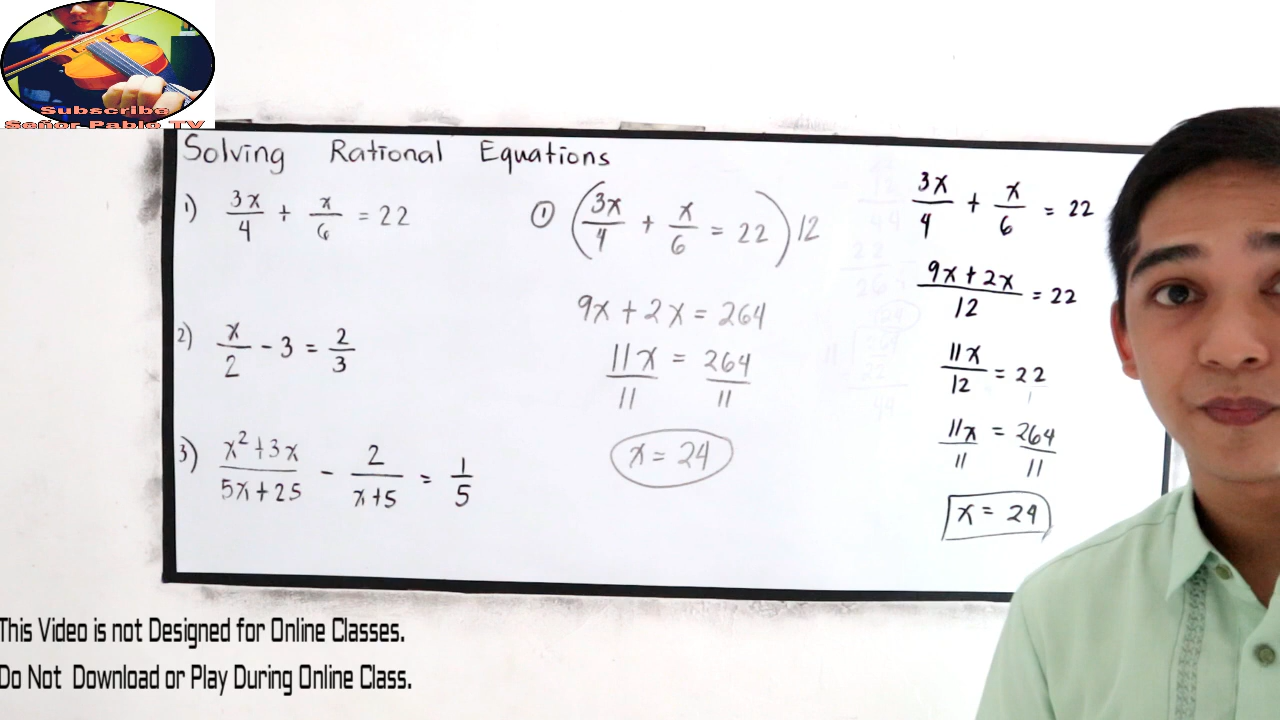 Subscribe
Señor Pablo TV
Solving Rational Equations
1) 3x/4 + x/6 = 22
2) x/2 - 3 = 2/3
3) x²+3x/5x+25 - 2/x+5 = 1/5
① (3x/4 + x/6 = 22) 12
9x + 2x = 264
11x/11 = 264/11
x = 24
3x/4 + x/6 = 22
9x + 2x/12 = 22
11x/12 = 22
11x/11 = 264/11
x = 24
This Video is not Designed for Online Classes.
Do Not Download or Play During Online Class.